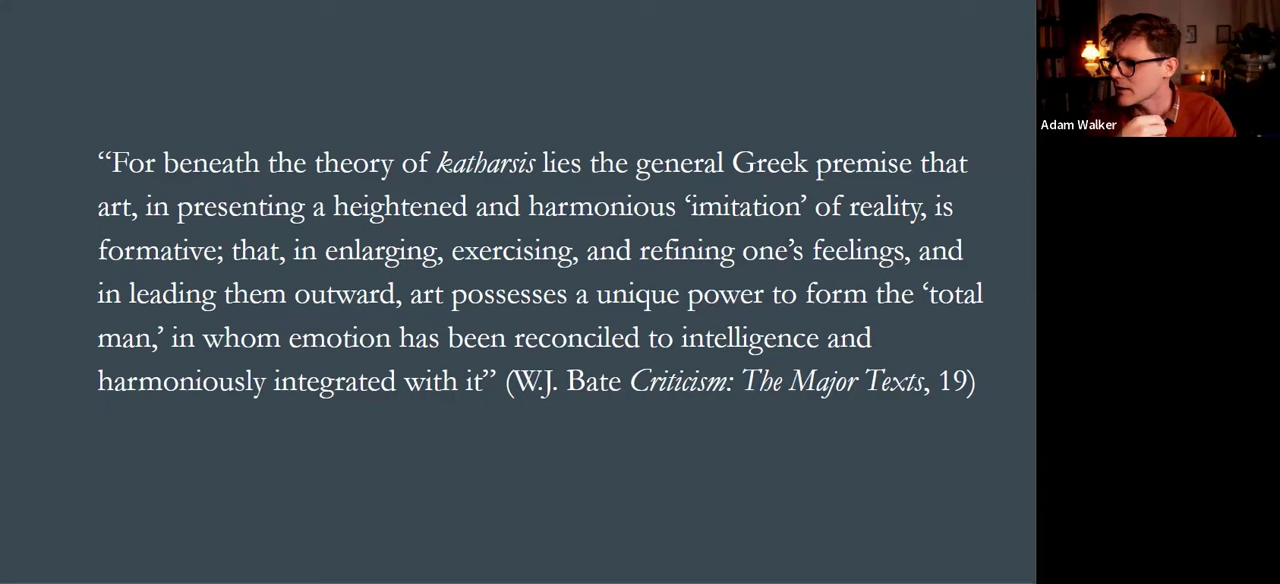 “For beneath the theory of katharsis lies the general Greek premise that
art, in presenting a heightened and harmonious ‘imitation’ of reality, is
formative; that, in enlarging, exercising, and refining one’s feelings, and
in leading them outward, art possesses a unique power to form the ‘total
man,’ in whom emotion has been reconciled to intelligence and
harmoniously integrated with it” (W.J. Bate Criticism: The Major Texts, 19)
Adam Walker